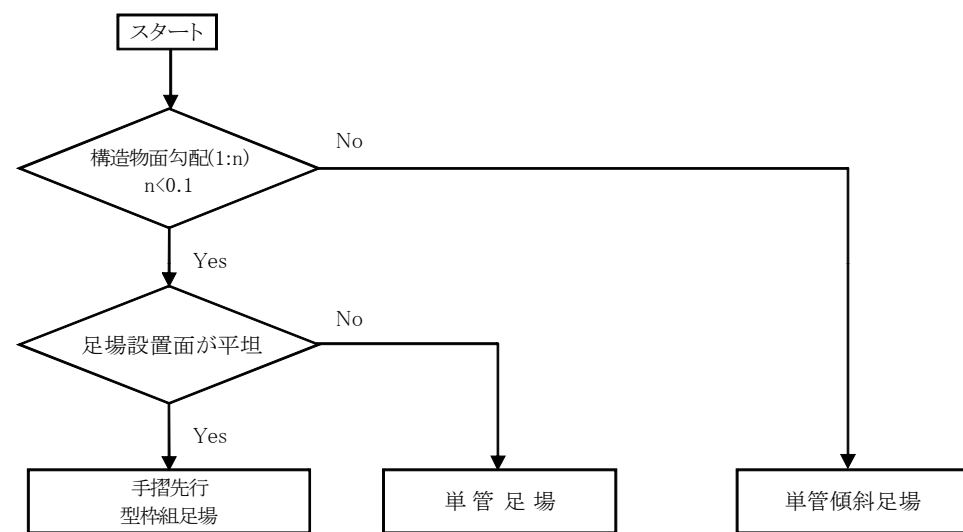 スタート
構造物面勾配(1:n)
n<0.1
No
Yes
足場設置面が平坦
No
Yes
手摺先行
型枠組足場
単管足場
単管傾斜足場